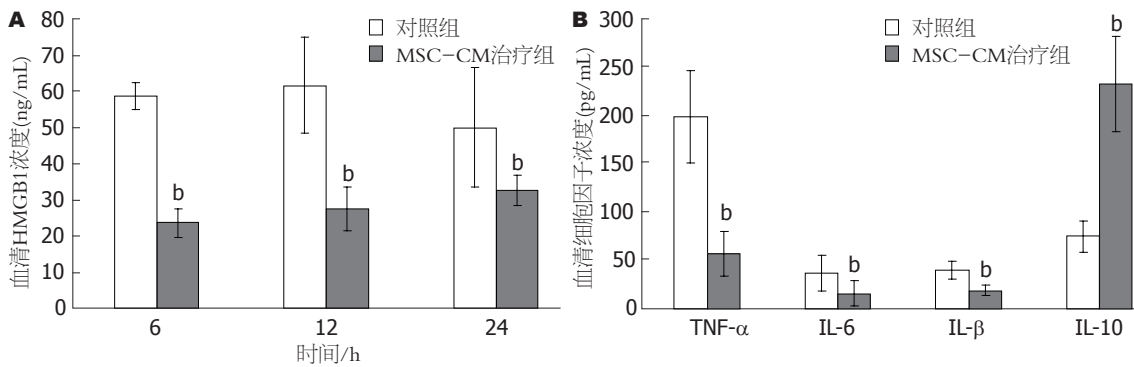 A
80
70
60
50
40
30
20
10
0
血清HMGB1浓度(ng/mL)
对照组
MSC-CM治疗组
b
b
b
6
12
24
时间/h
B
300
250
200
150
100
50
0
血清细胞因子浓度(pg/mL)
对照组
MSC-CM治疗组
b
b
b
b
TNF-α
IL-6
IL-β
IL-10